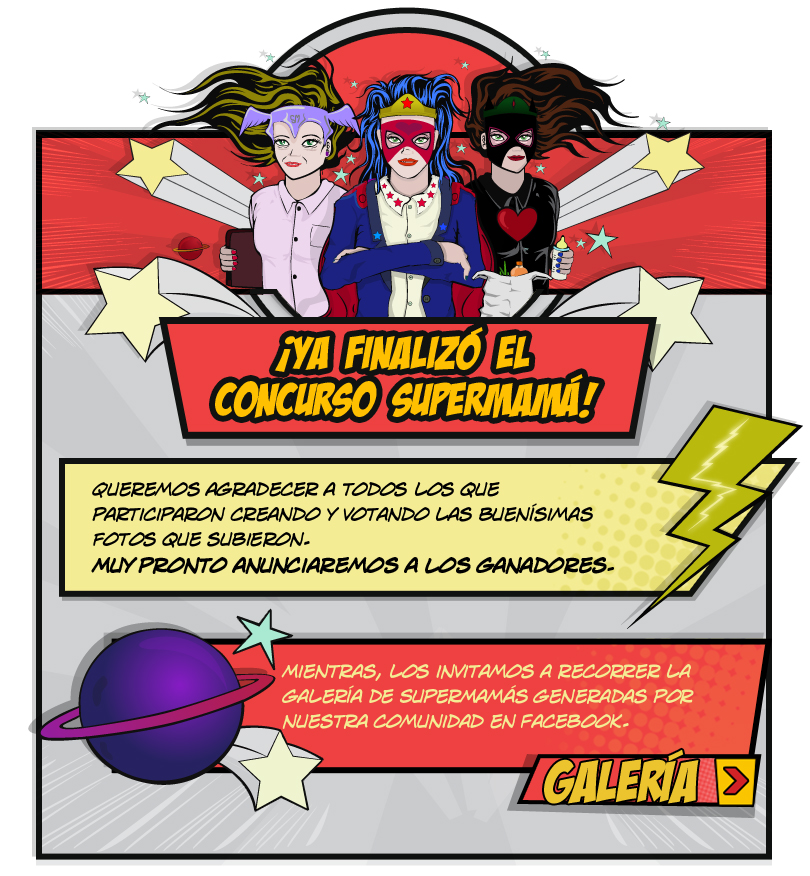 ¡YA FINALIZÓ EL
CONCURSO SUPERMAMÁ!
QUEREMOS AGRADECER A TODOS LOS QUE
PARTICIPARON CREANDO Y VOTANDO LAS BUENÍSIMAS
FOTOS QUE SUBIERON.
MUY PRONTO ANUNCIAREMOS A LOS GANADORES.
MIENTRAS, LOS INVITAMOS A RECORRER LA
GALERÍA DE SUPERMAMÁS GENERADAS POR
NUESTRA COMUNIDAD EN FACEBOOK.
GALERÍA